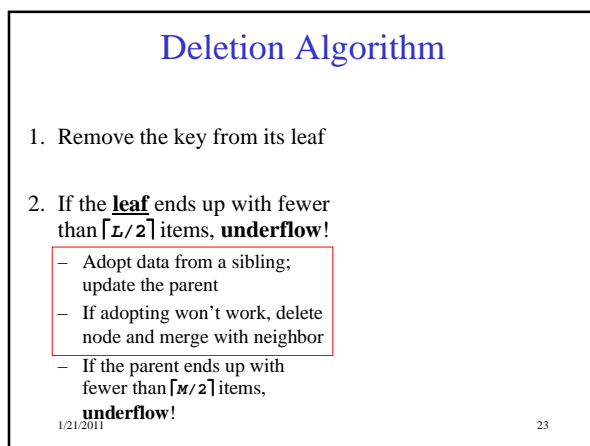 Deletion Algorithm
1. Remove the key from its leaf
2. If the leaf ends up with fewer
than ⌈L/2⌉ items, underflow!
– Adopt data from a sibling;
update the parent
– If adopting won't work, delete
node and merge with neighbor
– If the parent ends up with
fewer than ⌈M/2⌉ items,
underflow!
1/21/2011
23